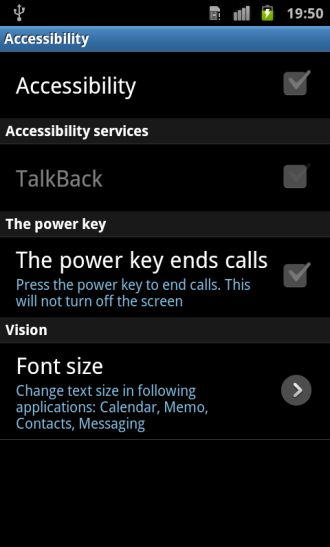 19:50
Accessibility
Accessibility
Accessibility services
TalkBack
The power key
The power key ends calls
Press the power key to end calls. This
will not turn off the screen
Vision
Font size
Change text size in following
applications: Calendar, Memo,
Contacts, Messaging